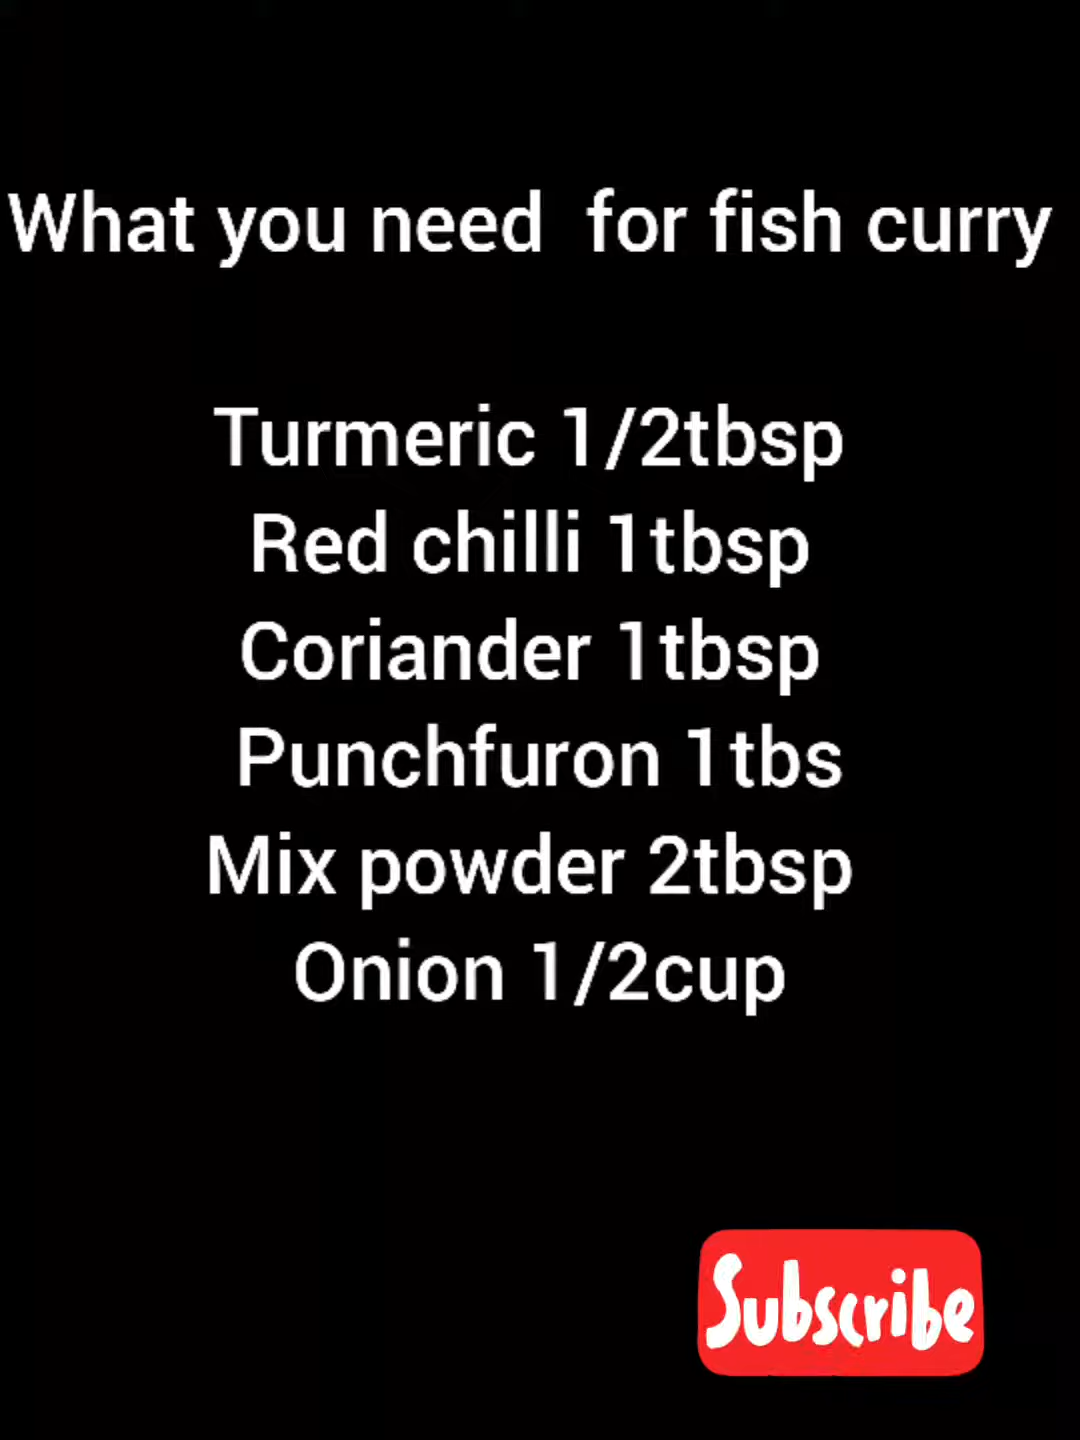 What you need  for fish curry
Turmeric 1/2tbsp
Red chilli 1tbsp
Coriander 1tbsp
Punchfuron 1tbs
Mix powder 2tbsp
Onion 1/2cup
Subscribe